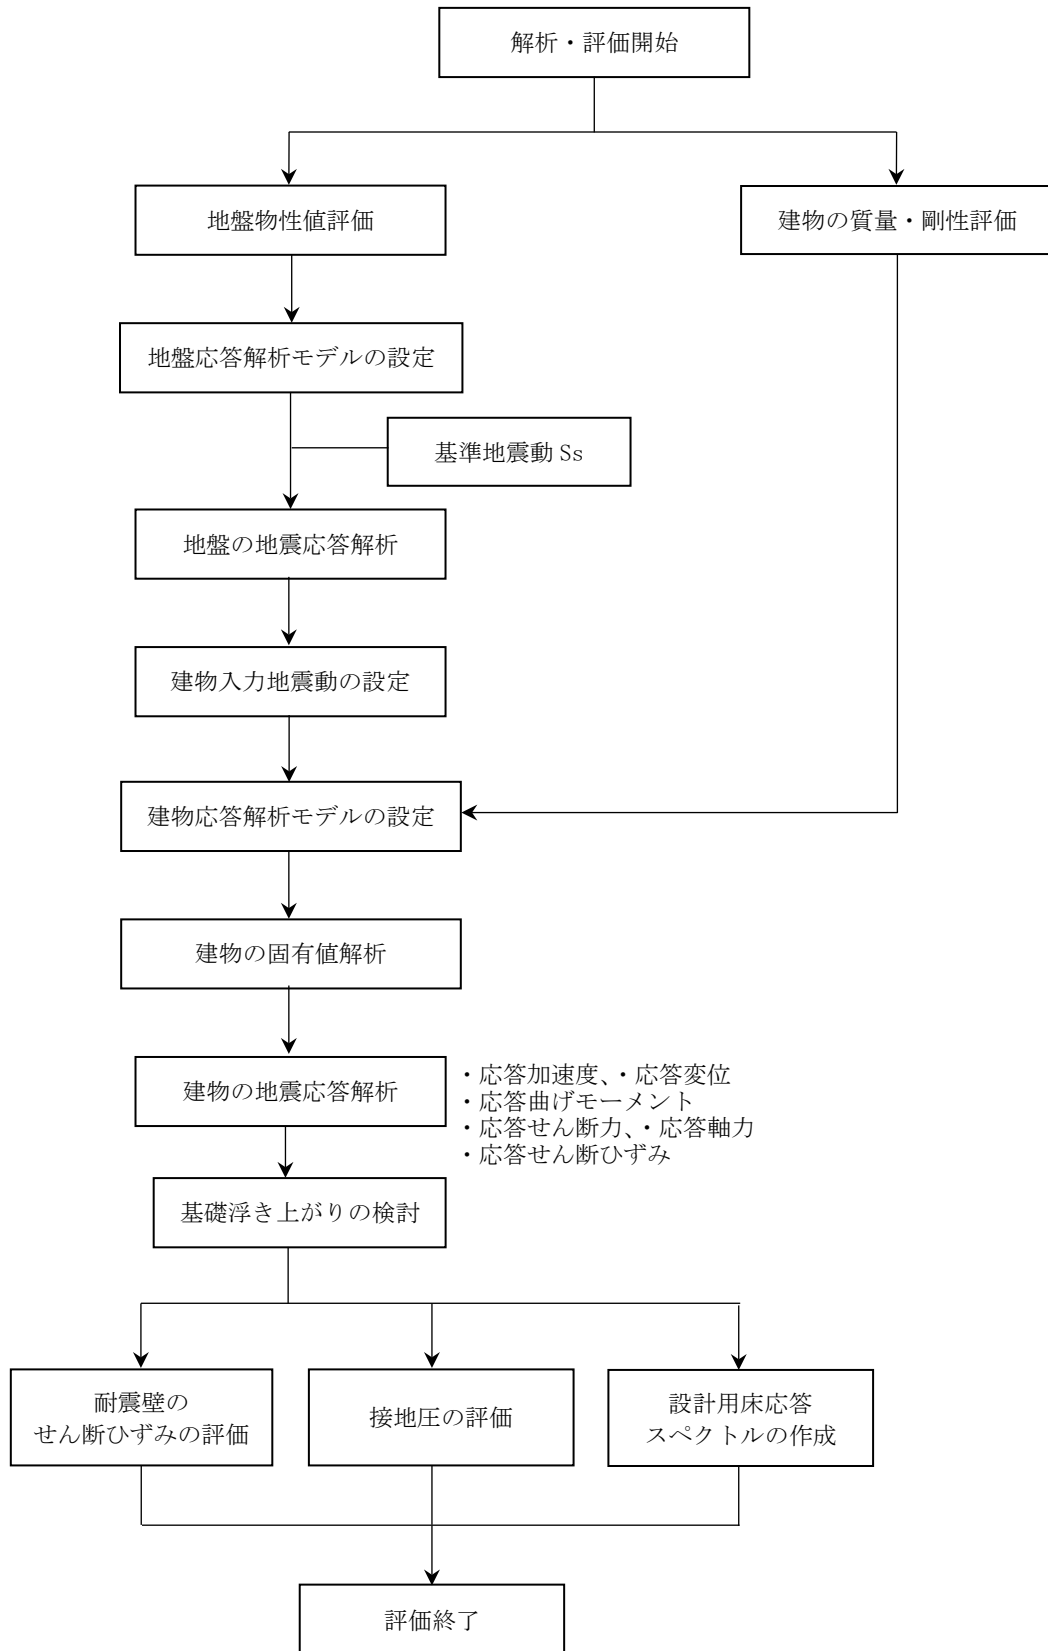 解析・評価開始
地盤物性値評価
建物の質量・剛性評価
地盤応答解析モデルの設定
基準地震動 Ss
地盤の地震応答解析
建物入力地震動の設定
建物応答解析モデルの設定
建物の固有値解析
建物の地震応答解析
・応答加速度、・応答変位
・応答曲げモーメント
・応答せん断力、・応答軸力
・応答せん断ひずみ
基礎浮き上がりの検討
耐震壁の
せん断ひずみの評価
接地圧の評価
設計用床応答
スペクトルの作成
評価終了